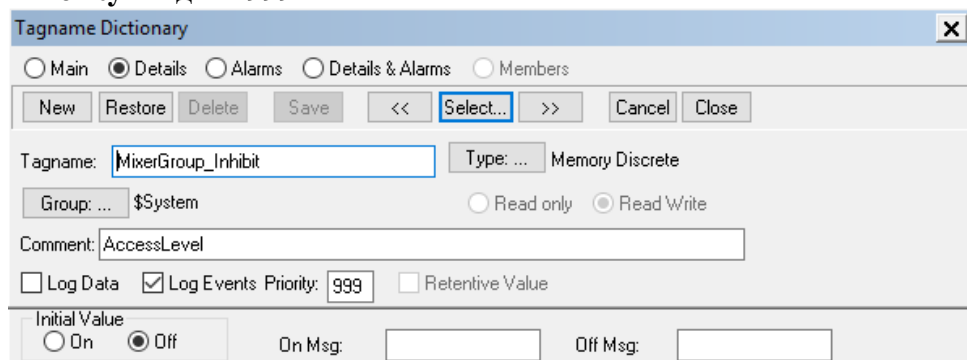 Tagname Dictionary
Main Details Alarms Details & Alarms Members
New Restore Delete Save << Select... >> Cancel Close
Tagname: MixerGroup_Inhibit Type: ... Memory Discrete
Group: ... $System Read only Read Write
Comment: AccessLevel
Log Data Log Events Priority: 999 Retentive Value
Initial Value
On Off On Msg: Off Msg: